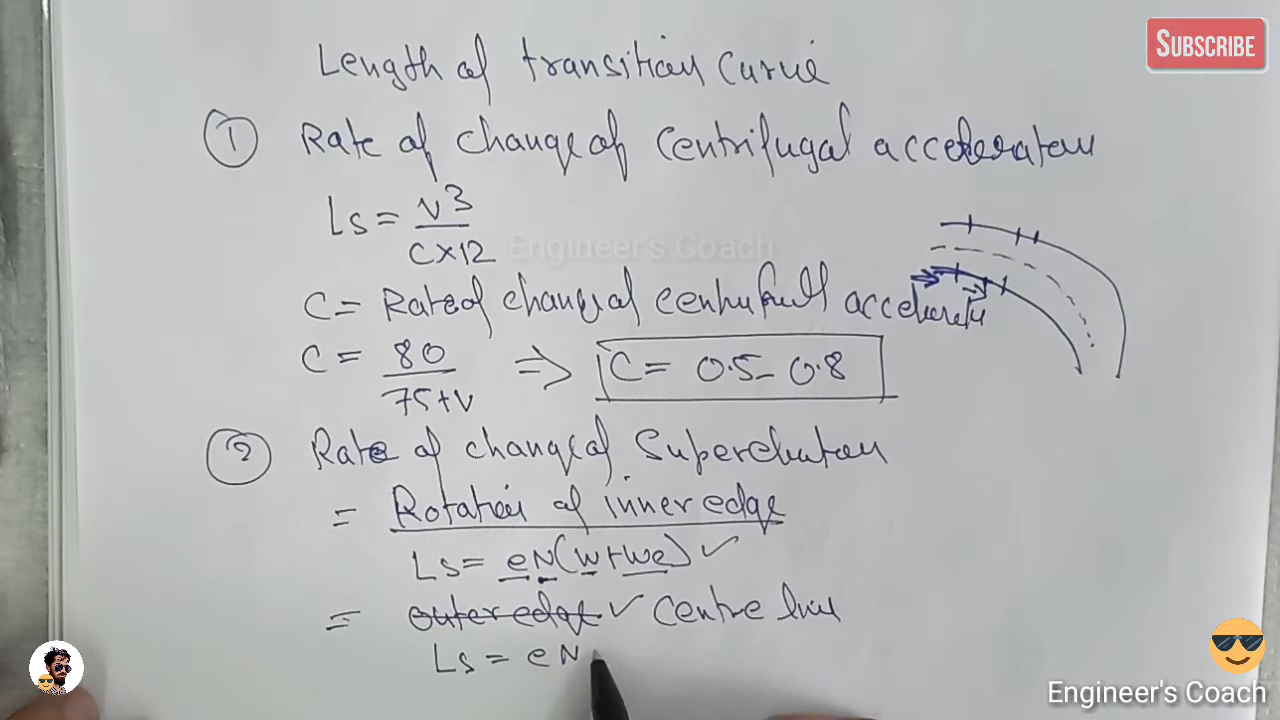 Length of transition Curve
SUBSCRIBE
① Rate of change of Centrifugal acceleration
Ls = v3
C×12
Engineer's Coach
C = Rate of change of centrifugal acceleration
C = 80
75+V
⇒ C = 0.5 - 0.8
② Rate of change of Superelevation
= Rotation of inner edge
Ls = eN(w+we) ✓
= outer edge ✓ Centre line
Ls = eN
Engineer's Coach